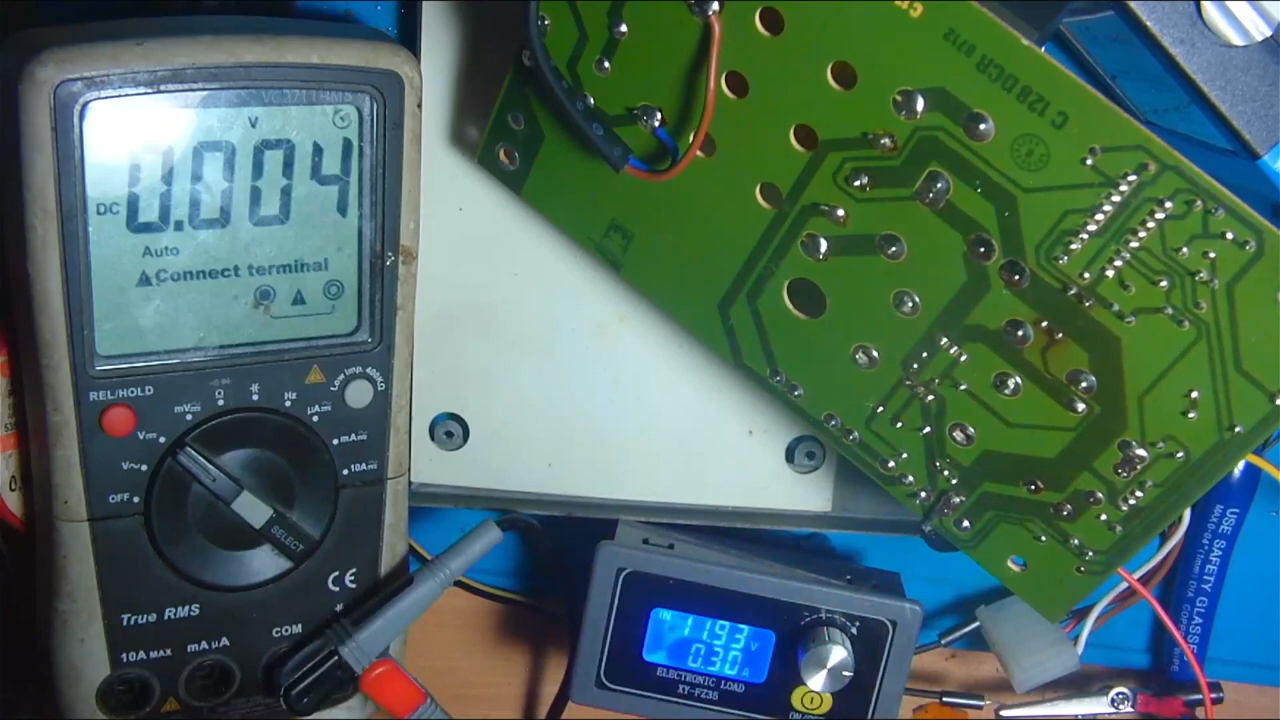 V
DC 0.004
Auto
Connect terminal
REL/HOLD
Low Imp. 400KΩ
mV
Ω
Hz
µA
V
mA
V~
10A
OFF
SELECT
CE
True RMS
COM
10A MAX
mA µA
C 128 DCR 8712
IN 11.93 V
0.30 A
ELECTRONIC LOAD
XY-FZ35
USE SAFETY GLASSES